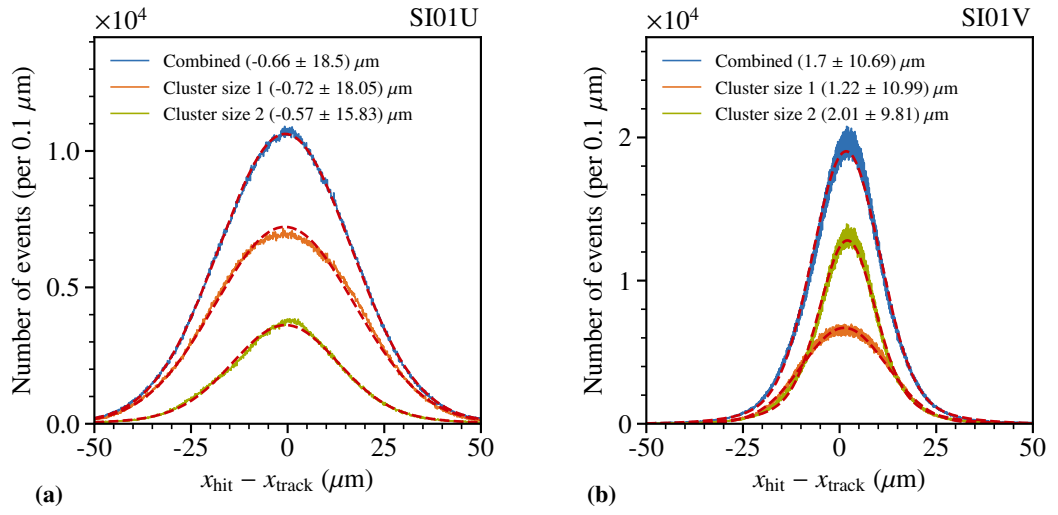 ×10⁴ SI01U
Combined (-0.66 ± 18.5) μm
Cluster size 1 (-0.72 ± 18.05) μm
Cluster size 2 (-0.57 ± 15.83) μm
Number of events (per 0.1 μm)
1.0
0.5
0.0
-50 -25 0 25 50
x_hit − x_track (μm)
(a)
×10⁴ SI01V
Combined (1.7 ± 10.69) μm
Cluster size 1 (1.22 ± 10.99) μm
Cluster size 2 (2.01 ± 9.81) μm
Number of events (per 0.1 μm)
2
1
0
-50 -25 0 25 50
x_hit − x_track (μm)
(b)